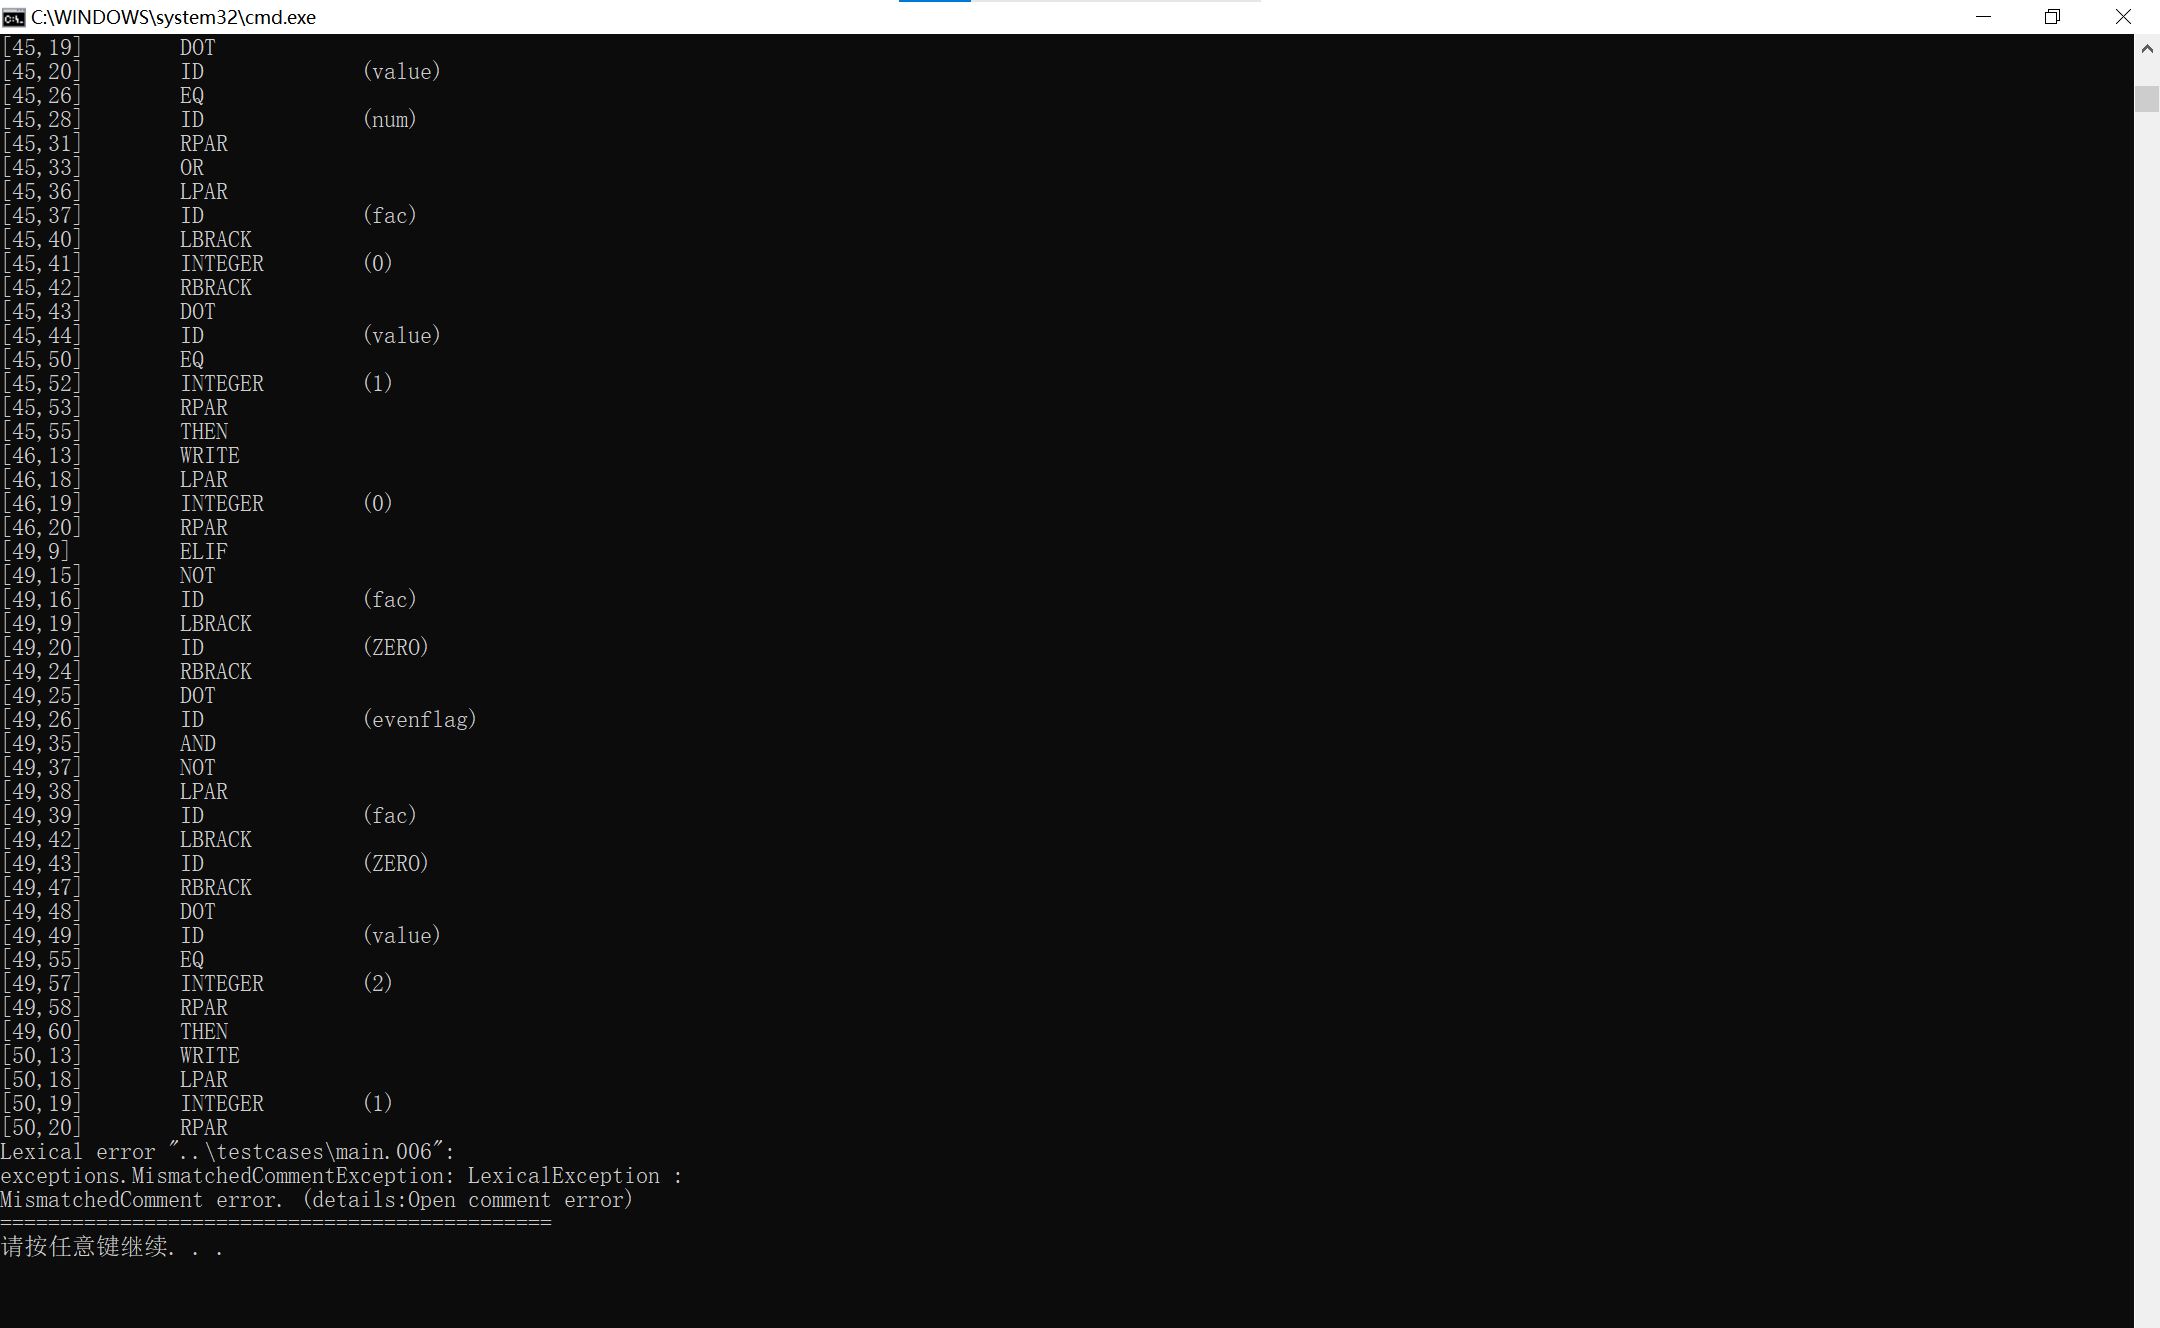 C:\WINDOWS\system32\cmd.exe
[45,19] DOT
[45,20] ID (value)
[45,26] EQ
[45,28] ID (num)
[45,31] RPAR
[45,33] OR
[45,36] LPAR
[45,37] ID (fac)
[45,40] LBRACK
[45,41] INTEGER (0)
[45,42] RBRACK
[45,43] DOT
[45,44] ID (value)
[45,50] EQ
[45,52] INTEGER (1)
[45,53] RPAR
[45,55] THEN
[46,13] WRITE
[46,18] LPAR
[46,19] INTEGER (0)
[46,20] RPAR
[49,9] ELIF
[49,15] NOT
[49,16] ID (fac)
[49,19] LBRACK
[49,20] ID (ZERO)
[49,24] RBRACK
[49,25] DOT
[49,26] ID (evenflag)
[49,35] AND
[49,37] NOT
[49,38] LPAR
[49,39] ID (fac)
[49,42] LBRACK
[49,43] ID (ZERO)
[49,47] RBRACK
[49,48] DOT
[49,49] ID (value)
[49,55] EQ
[49,57] INTEGER (2)
[49,58] RPAR
[49,60] THEN
[50,13] WRITE
[50,18] LPAR
[50,19] INTEGER (1)
[50,20] RPAR
Lexical error "..\testcases\main.006":
exceptions.MismatchedCommentException: LexicalException :
MismatchedComment error. (details:Open comment error)
==============================================
请按任意键继续. . .